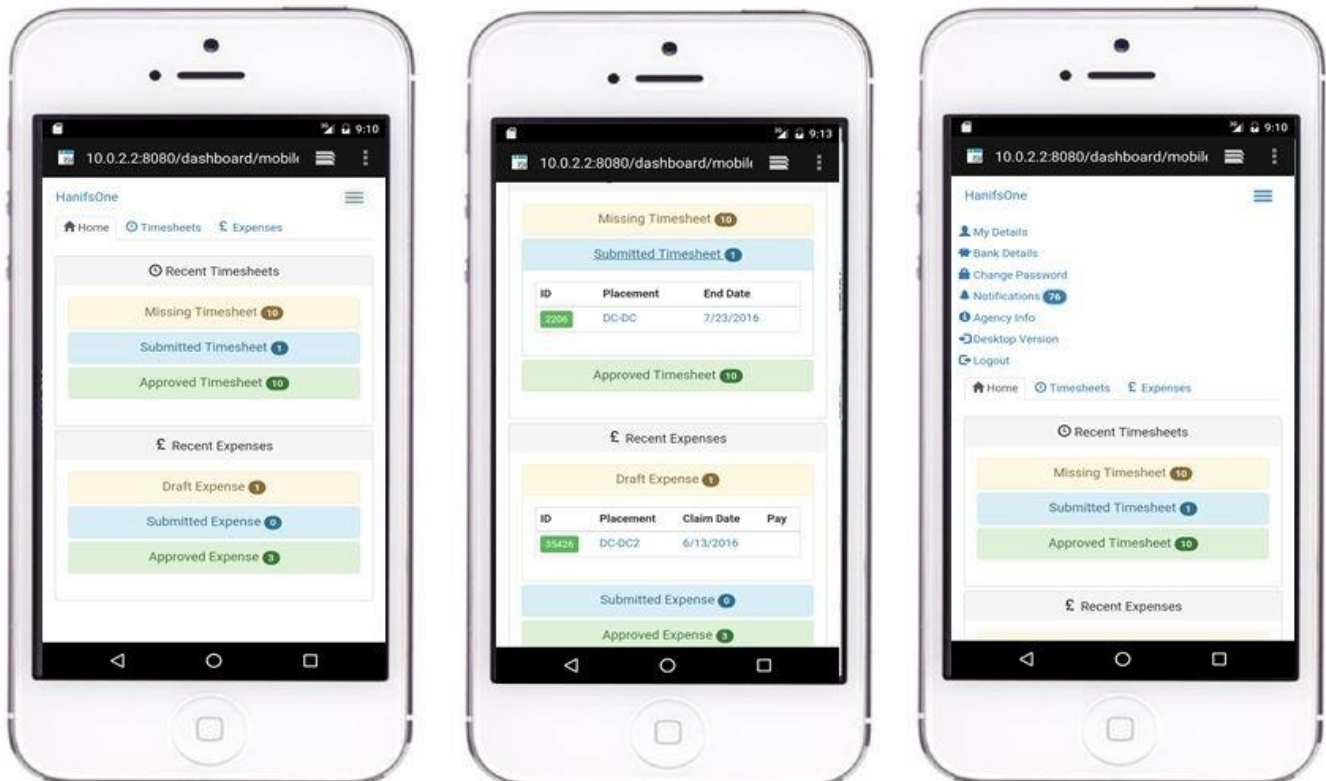 9:10
10.0.2.2:8080/dashboard/mobile
HanifsOne
Home Timesheets £ Expenses
Recent Timesheets
Missing Timesheet 10
Submitted Timesheet 1
Approved Timesheet 10
£ Recent Expenses
Draft Expense 1
Submitted Expense 0
Approved Expense 3
9:13
10.0.2.2:8080/dashboard/mobile
Missing Timesheet 10
Submitted Timesheet 1
ID Placement End Date
2206 DC-DC 7/23/2016
Approved Timesheet 10
£ Recent Expenses
Draft Expense 1
ID Placement Claim Date Pay
35426 DC-DC2 6/13/2016
Submitted Expense 0
Approved Expense 3
9:10
10.0.2.2:8080/dashboard/mobile
HanifsOne
My Details
Bank Details
Change Password
Notifications 76
Agency Info
Desktop Version
Logout
Home Timesheets £ Expenses
Recent Timesheets
Missing Timesheet 10
Submitted Timesheet 1
Approved Timesheet 10
£ Recent Expenses